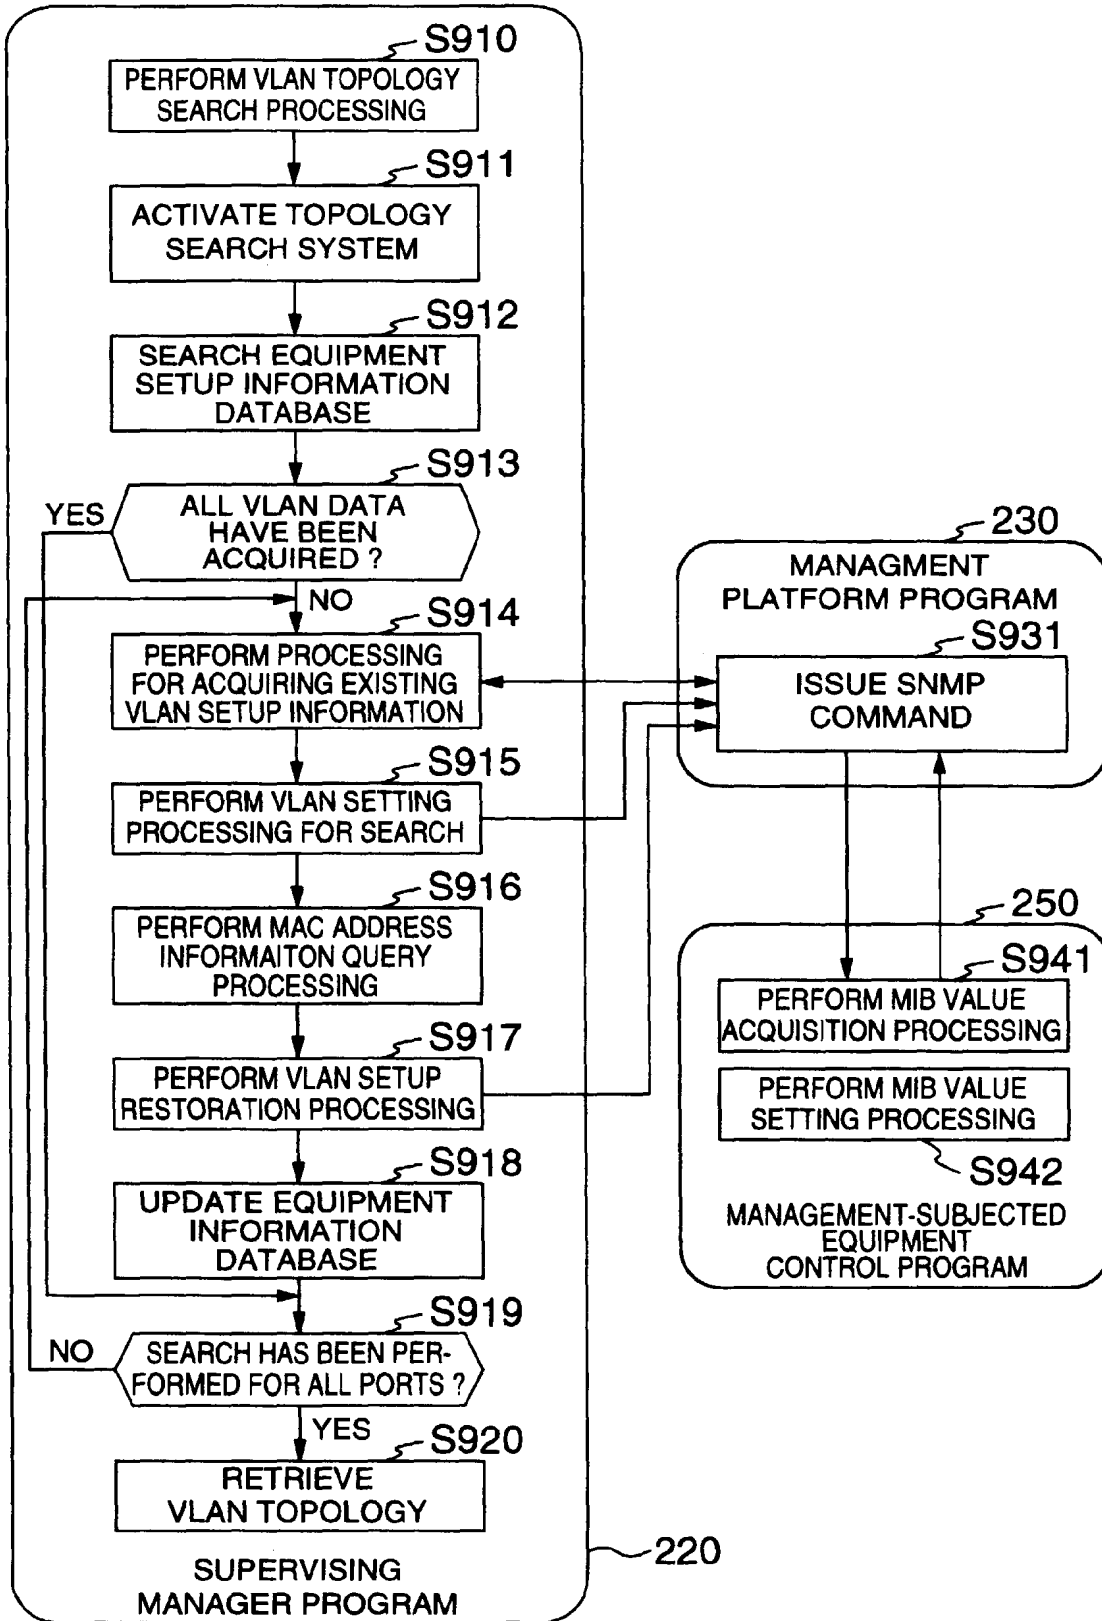 S910
PERFORM VLAN TOPOLOGY
SEARCH PROCESSING
S911
ACTIVATE TOPOLOGY
SEARCH SYSTEM
S912
SEARCH EQUIPMENT
SETUP INFORMATION
DATABASE
S913
YES
ALL VLAN DATA
HAVE BEEN
ACQUIRED ?
NO
S914
PERFORM PROCESSING
FOR ACQUIRING EXISTING
VLAN SETUP INFORMATION
S915
PERFORM VLAN SETTING
PROCESSING FOR SEARCH
S916
PERFORM MAC ADDRESS
INFORMAITON QUERY
PROCESSING
S917
PERFORM VLAN SETUP
RESTORATION PROCESSING
S918
UPDATE EQUIPMENT
INFORMATION
DATABASE
S919
NO
SEARCH HAS BEEN PER-
FORMED FOR ALL PORTS ?
YES
S920
RETRIEVE
VLAN TOPOLOGY
220
SUPERVISING
MANAGER PROGRAM
230
MANAGMENT
PLATFORM PROGRAM
S931
ISSUE SNMP
COMMAND
250
S941
PERFORM MIB VALUE
ACQUISITION PROCESSING
PERFORM MIB VALUE
SETTING PROCESSING
S942
MANAGEMENT-SUBJECTED
EQUIPMENT
CONTROL PROGRAM